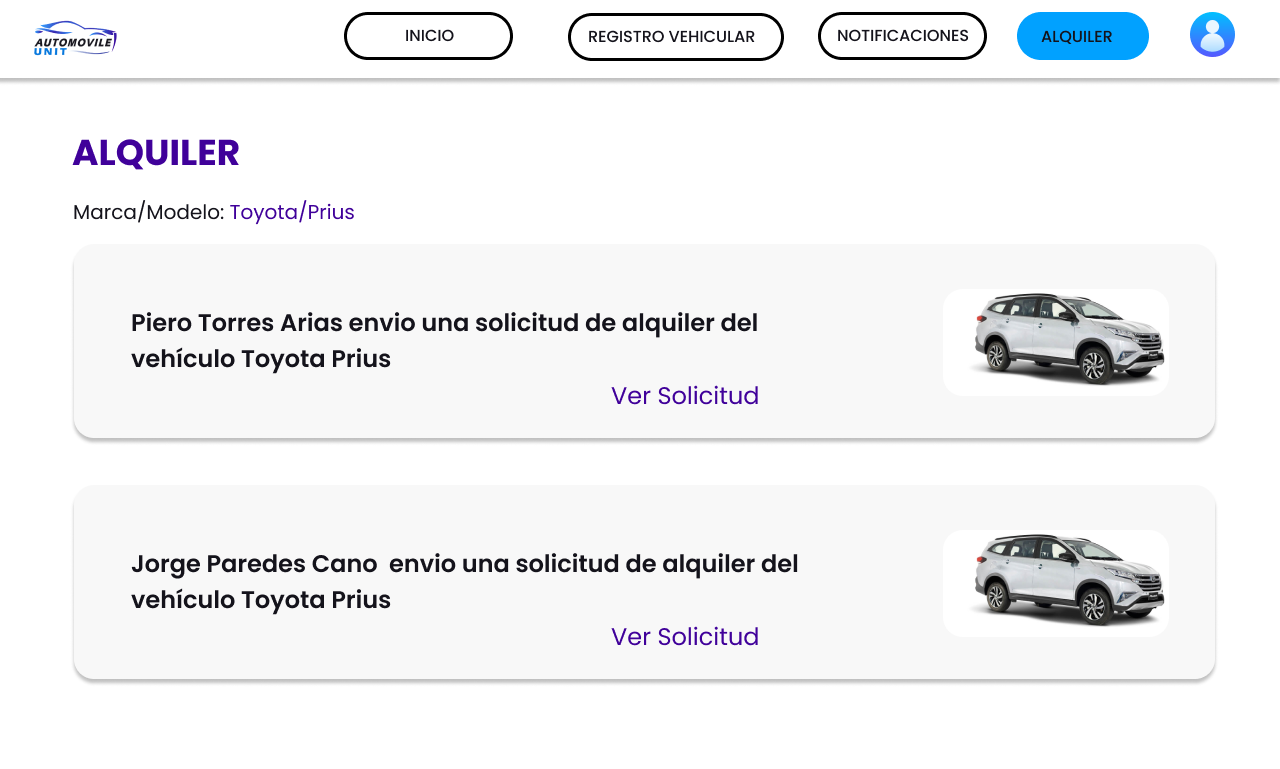 AUTOMOVILE
UNIT
INICIO
REGISTRO VEHICULAR
NOTIFICACIONES
ALQUILER
ALQUILER
Marca/Modelo: Toyota/Prius
Piero Torres Arias envio una solicitud de alquiler del
vehículo Toyota Prius
Ver Solicitud
Jorge Paredes Cano  envio una solicitud de alquiler del
vehículo Toyota Prius
Ver Solicitud